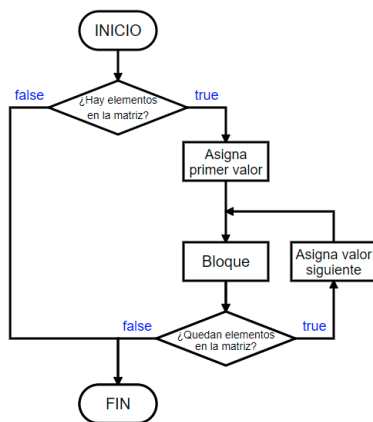 INICIO
false
¿Hay elementos
en la matriz?
true
Asigna
primer valor
Bloque
Asigna valor
siguiente
false
¿Quedan elementos
en la matriz?
true
FIN